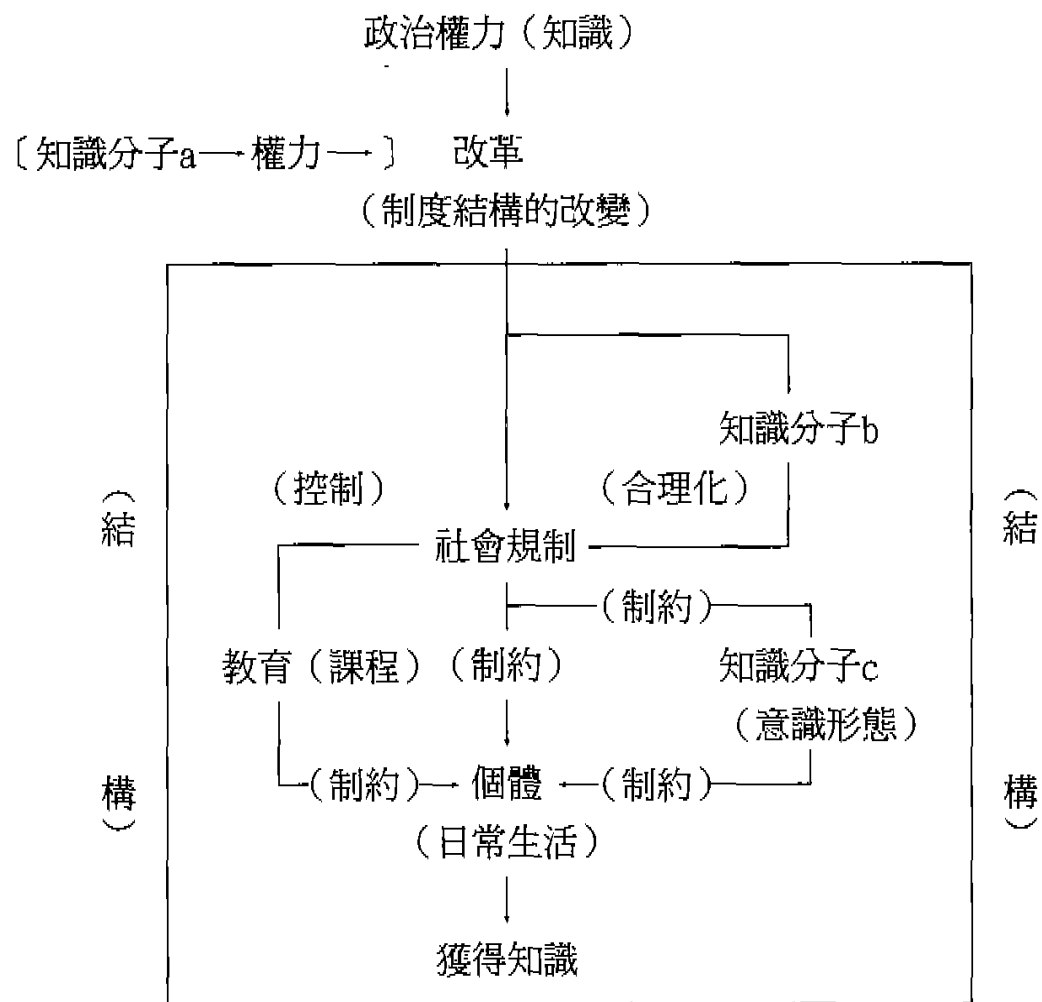 政治權力（知識）
〔知識分子a→權力→〕 改革
（制度結構的改變）
知識分子b
（控制） （合理化）
（結 社會規制 （結
（制約）
教育（課程）（制約） 知識分子c
（意識形態）
構） （制約） 個體 （制約） 構）
（日常生活）
獲得知識